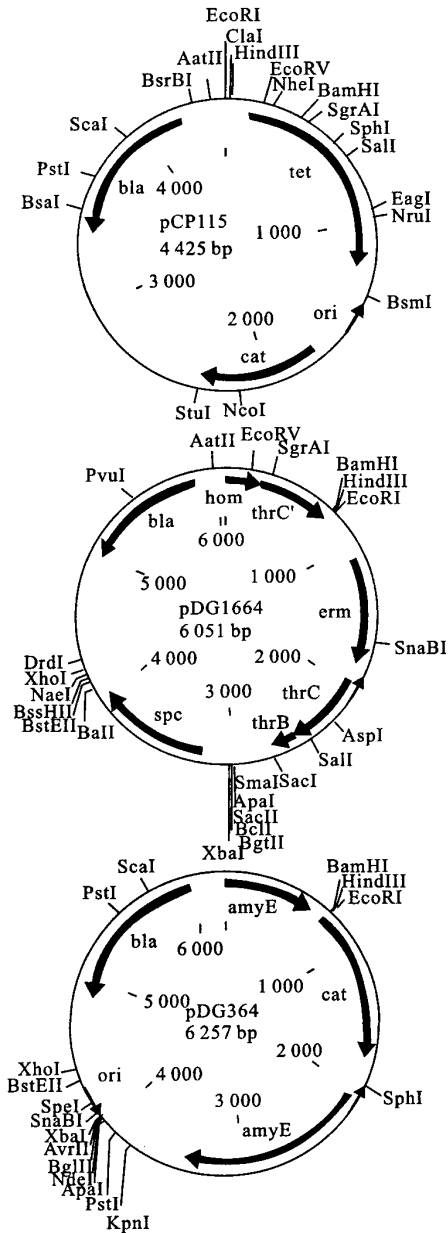 EcoRI
ClaI
HindIII
AatII
EcoRV
NheI
BsrBI
BamHI
SgrAI
SphI
SalI
ScaI
PstI
BsaI
bla
4 000
tet
pCP115
4 425 bp
1 000
EagI
NruI
3 000
BsmI
ori
2 000
cat
StuI
NcoI
AatII
EcoRV
SgrAI
BamHI
HindIII
EcoRI
PvuI
hom
thrC'
bla
6 000
1 000
5 000
pDG1664
6 051 bp
erm
SnaBI
DrdI
XhoI
NaeI
BssHII
BstEII
BalI
4 000
2 000
spc
3 000
thrC
thrB
AspI
SalI
SacI
SmaI
ApaI
SacII
BclI
BgtII
XbaI
ScaI
PstI
BamHI
HindIII
EcoRI
amyE
bla
6 000
1 000
cat
5 000
pDG364
6 257 bp
2 000
4 000
XhoI
BstEII
ori
SphI
3 000
amyE
SpeI
SnaBI
XbaI
AvrII
BglII
NdeI
ApaI
PstI
KpnI